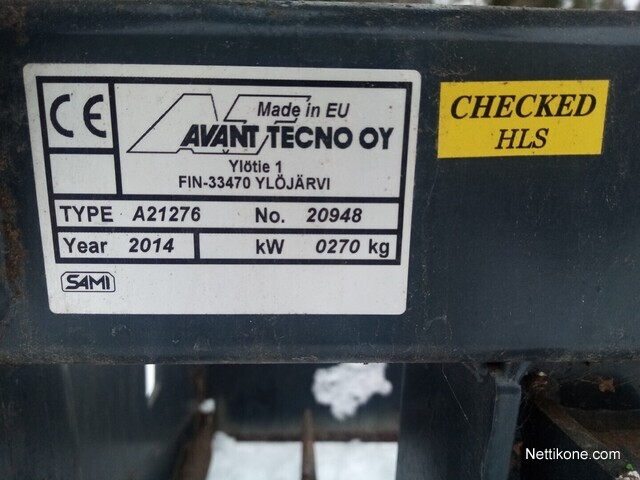 CE
Made in EU
AVANT TECNO OY
Ylötie 1
FIN-33470 YLÖJÄRVI
TYPE A21276 No. 20948
Year 2014 kW 0270 kg
SAMI
CHECKED
HLS
Nettikone.com